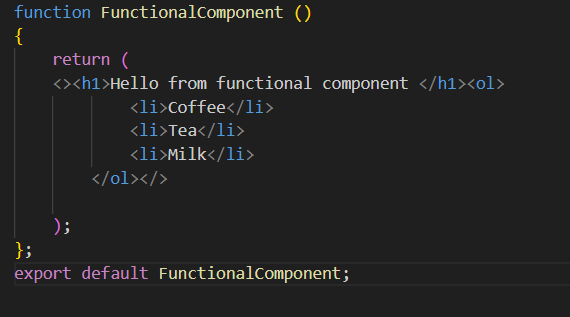 function FunctionalComponent ()
{
    return (
    <><h1>Hello from functional component </h1><ol>
            <li>Coffee</li>
            <li>Tea</li>
            <li>Milk</li>
        </ol></>
    );
};
export default FunctionalComponent;